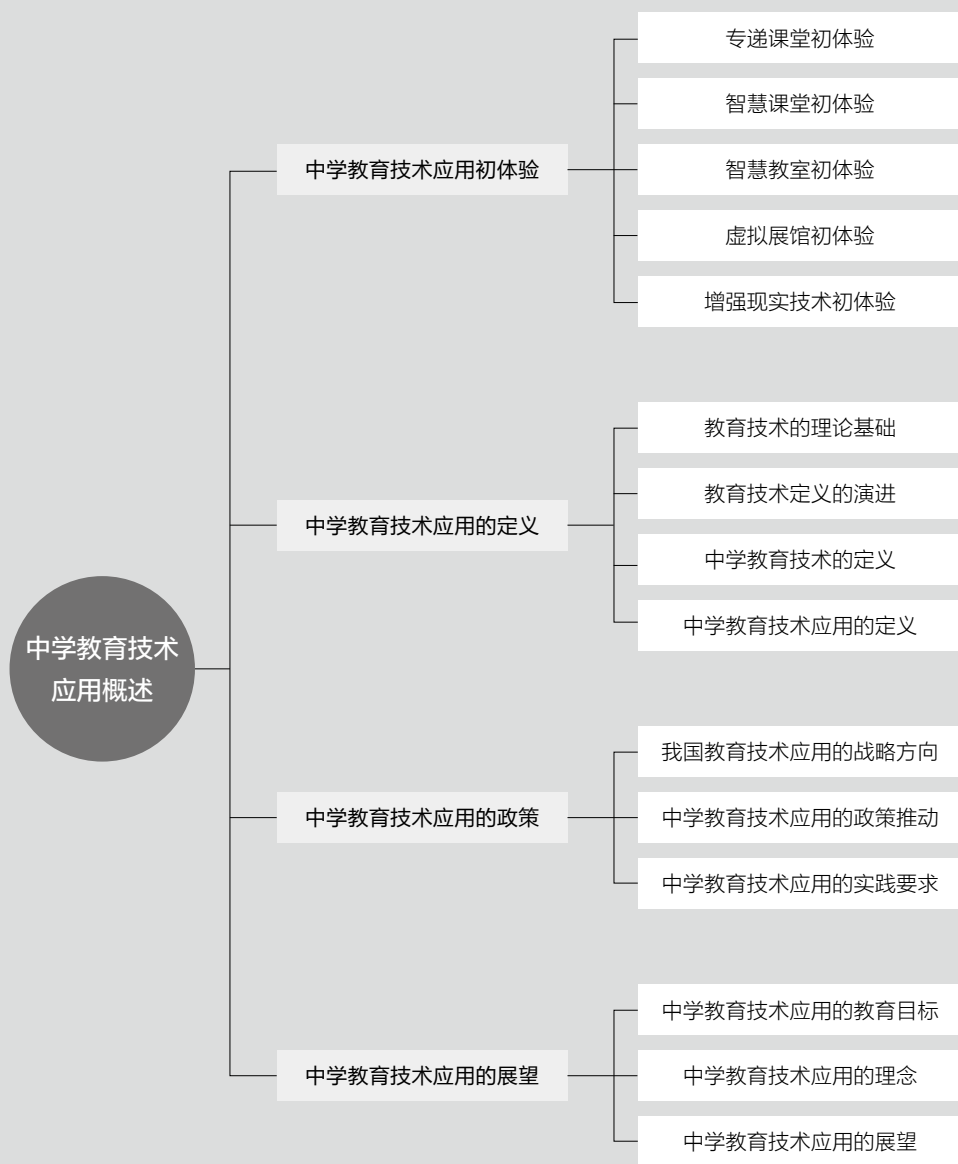 中学教育技术
应用概述
中学教育技术应用初体验
专递课堂初体验
智慧课堂初体验
智慧教室初体验
虚拟展馆初体验
增强现实技术初体验
中学教育技术应用的定义
教育技术的理论基础
教育技术定义的演进
中学教育技术的定义
中学教育技术应用的定义
中学教育技术应用的政策
我国教育技术应用的战略方向
中学教育技术应用的政策推动
中学教育技术应用的实践要求
中学教育技术应用的展望
中学教育技术应用的教育目标
中学教育技术应用的理念
中学教育技术应用的展望